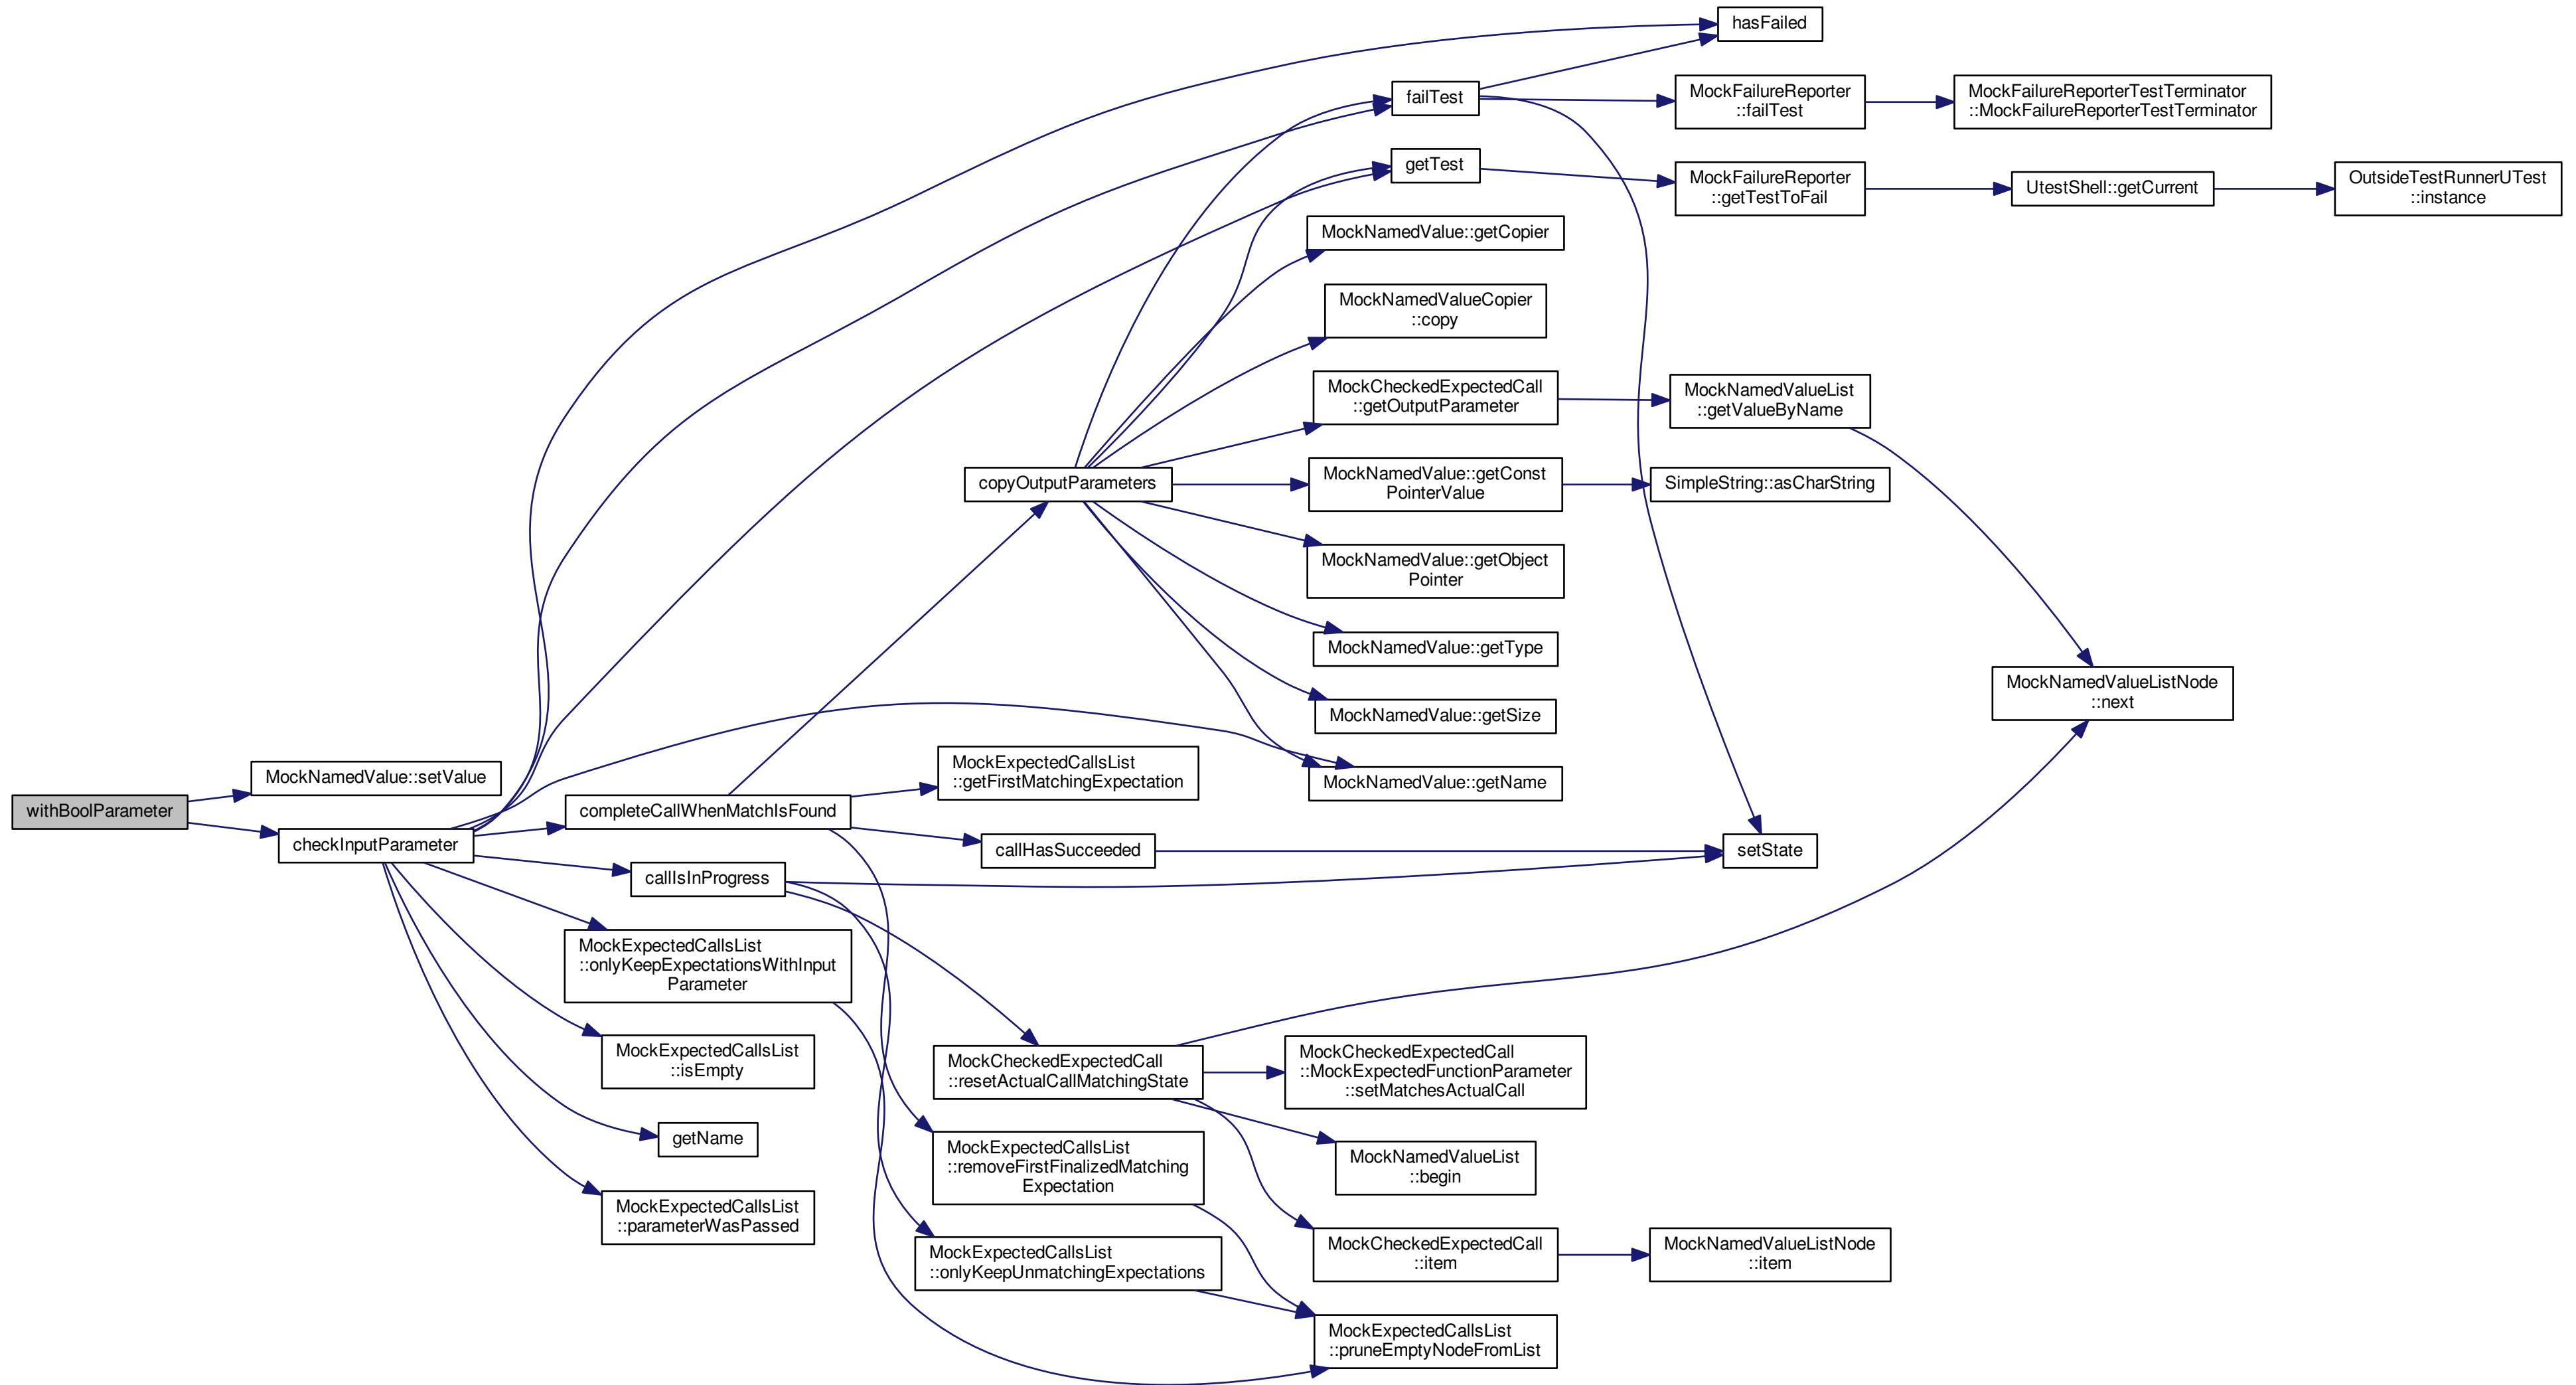 hasFailed
failTest
MockFailureReporter
::failTest
MockFailureReporterTestTerminator
::MockFailureReporterTestTerminator
getTest
MockFailureReporter
::getTestToFail
UtestShell::getCurrent
OutsideTestRunnerUTest
::instance
MockNamedValue::getCopier
MockNamedValueCopier
::copy
MockCheckedExpectedCall
::getOutputParameter
MockNamedValueList
::getValueByName
copyOutputParameters
MockNamedValue::getConst
PointerValue
SimpleString::asCharString
MockNamedValue::getObject
Pointer
MockNamedValue::getType
MockNamedValueListNode
::next
MockNamedValue::getSize
MockNamedValue::setValue
MockExpectedCallsList
::getFirstMatchingExpectation
MockNamedValue::getName
withBoolParameter
completeCallWhenMatchIsFound
checkInputParameter
callHasSucceeded
setState
callIsInProgress
MockExpectedCallsList
::onlyKeepExpectationsWithInput
Parameter
MockExpectedCallsList
::isEmpty
MockCheckedExpectedCall
::resetActualCallMatchingState
MockCheckedExpectedCall
::MockExpectedFunctionParameter
::setMatchesActualCall
getName
MockExpectedCallsList
::removeFirstFinalizedMatching
Expectation
MockNamedValueList
::begin
MockExpectedCallsList
::parameterWasPassed
MockExpectedCallsList
::onlyKeepUnmatchingExpectations
MockCheckedExpectedCall
::item
MockNamedValueListNode
::item
MockExpectedCallsList
::pruneEmptyNodeFromList